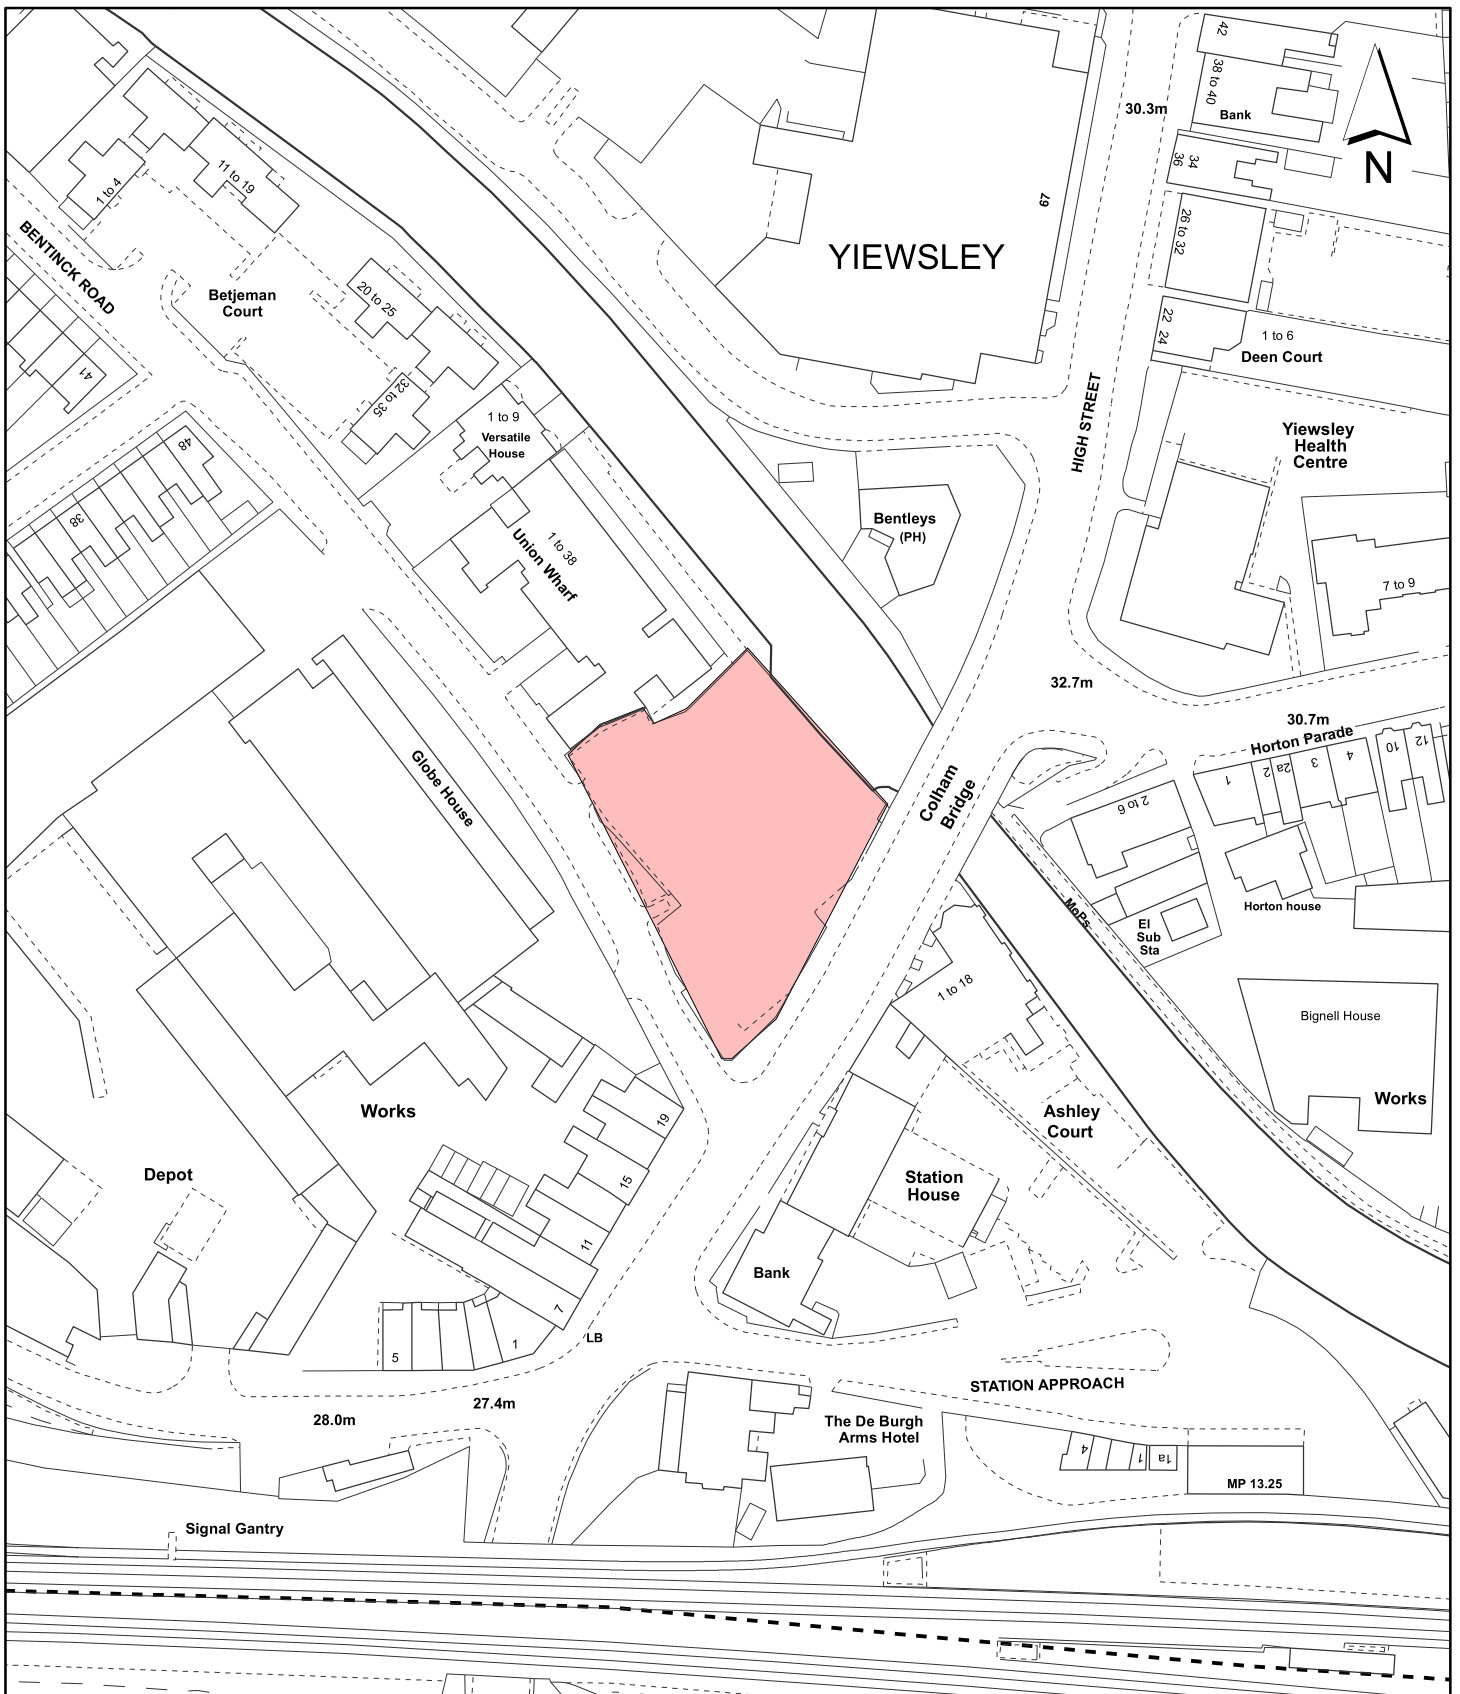 42
38 to 40
Bank
30.3m
N
34
36
11 to 19
1 to 4
67
26 to 32
BENTINCK ROAD
YIEWSLEY
Betjeman
Court
20 to 25
22
24
1 to 6
Deen Court
41
32 to 35
HIGH STREET
1 to 9
Versatile
House
Yiewsley
Health
Centre
48
38
Bentleys
(PH)
1 to 38
Union Wharf
7 to 9
32.7m
30.7m
Horton Parade
1
2
2a
3
4
10
12
Globe House
Colham
Bridge
2 to 6
MoPs
Horton house
El
Sub
Sta
1 to 18
Bignell House
Works
Works
19
Ashley
Court
Depot
15
Station
House
11
Bank
7
LB
5
1
STATION APPROACH
27.4m
28.0m
The De Burgh
Arms Hotel
4
1
1a
MP 13.25
Signal Gantry